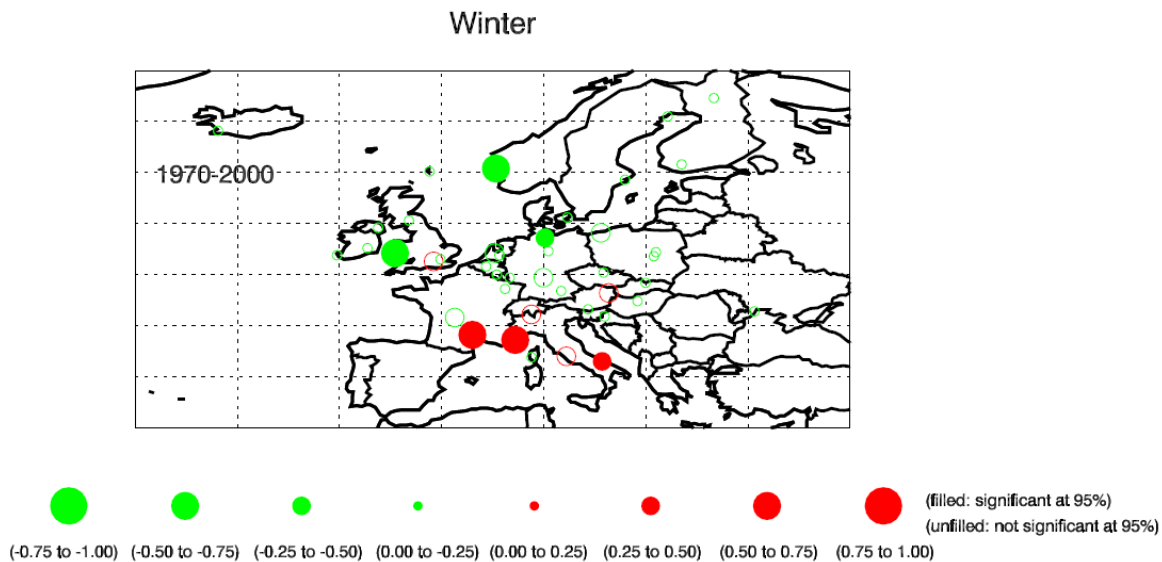 Winter
1970-2000
(filled: significant at 95%)
(unfilled: not significant at 95%)
(-0.75 to -1.00) (-0.50 to -0.75) (-0.25 to -0.50) (0.00 to -0.25) (0.00 to 0.25) (0.25 to 0.50) (0.50 to 0.75) (0.75 to 1.00)